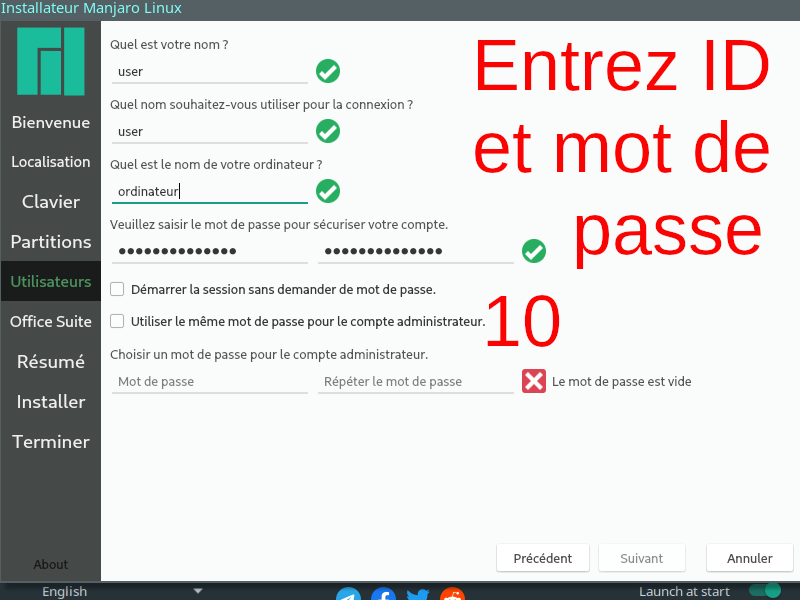 Installateur Manjaro Linux
Bienvenue
Localisation
Clavier
Partitions
Utilisateurs
Office Suite
Résumé
Installer
Terminer
About
Quel est votre nom ?
user
Quel nom souhaitez-vous utiliser pour la connexion ?
user
Quel est le nom de votre ordinateur ?
ordinateur
Veuillez saisir le mot de passe pour sécuriser votre compte.
●●●●●●●●●●●●●● ●●●●●●●●●●●●●●
Démarrer la session sans demander de mot de passe.
Utiliser le même mot de passe pour le compte administrateur.
Choisir un mot de passe pour le compte administrateur.
Mot de passe Répéter le mot de passe Le mot de passe est vide
Entrez ID
et mot de
passe
10
Précédent Suivant Annuler
English Launch at start